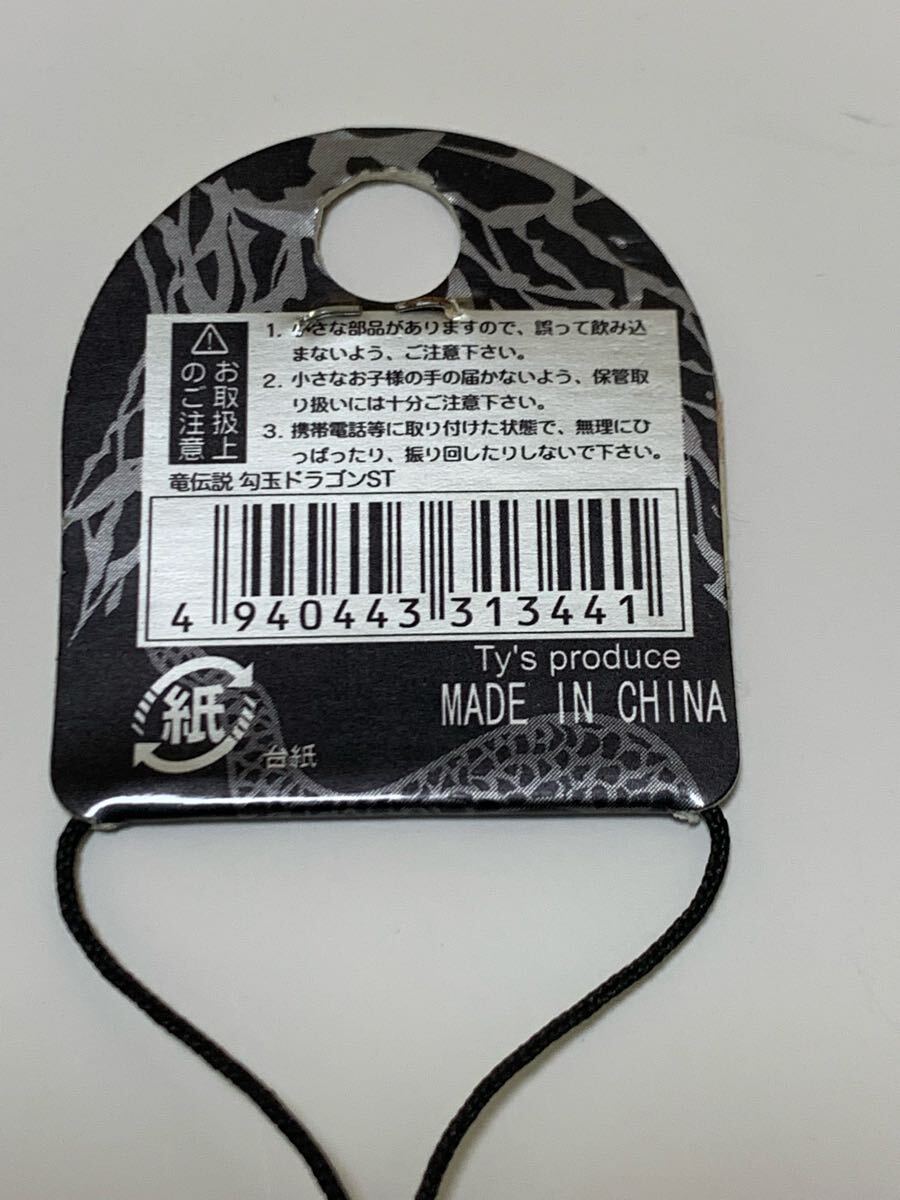 ⚠お取扱上
のご注意
1. 小さな部品がありますので、誤って飲み込
まないよう、ご注意下さい。
2. 小さなお子様の手の届かないよう、保管取
り扱いには十分ご注意下さい。
3. 携帯電話等に取り付けた状態で、無理にひ
っぱったり、振り回したりしないで下さい。
竜伝説 勾玉ドラゴンST
4 940443 313441
Ty's produce
MADE IN CHINA
紙
台紙